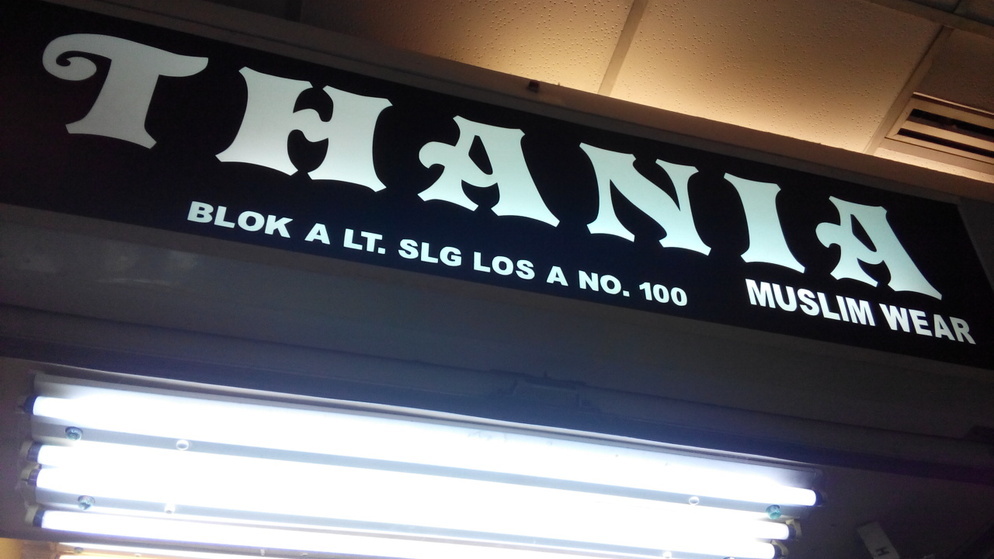 THANIA
BLOK A LT. SLG LOS A NO. 100
MUSLIM WEAR